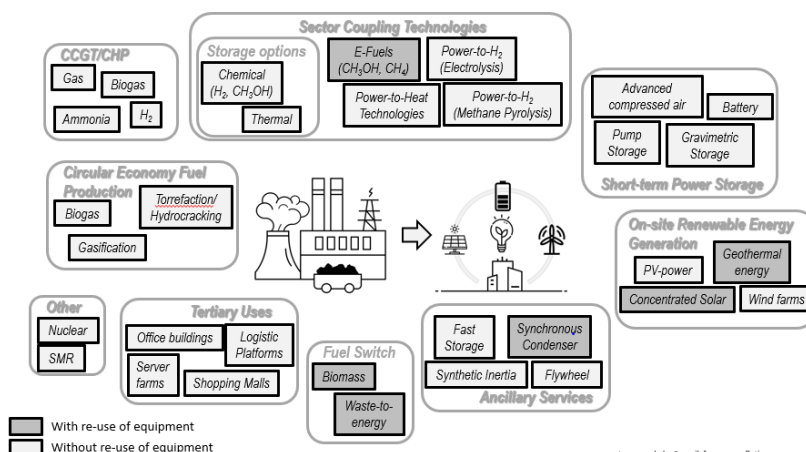 Sector Coupling Technologies
CCGT/CHP
Gas
Biogas
Ammonia
H2
Storage options
Chemical
(H2, CH3OH)
Thermal
E-Fuels
(CH3OH, CH4)
Power-to-H2
(Electrolysis)
Power-to-Heat
Technologies
Power-to-H2
(Methane Pyrolysis)
Advanced
compressed air
Battery
Pump
Storage
Gravimetric
Storage
Short-term Power Storage
Circular Economy Fuel
Production
Biogas
Torrefaction/
Hydrocracking
Gasification
On-site Renewable Energy
Generation
PV-power
Geothermal
energy
Concentrated Solar
Wind farms
Other
Nuclear
SMR
Tertiary Uses
Office buildings
Logistic
Platforms
Server
farms
Shopping Malls
Fuel Switch
Biomass
Waste-to-
energy
Fast
Storage
Synchronous
Condenser
Synthetic Inertia
Flywheel
Ancillary Services
With re-use of equipment
Without re-use of equipment